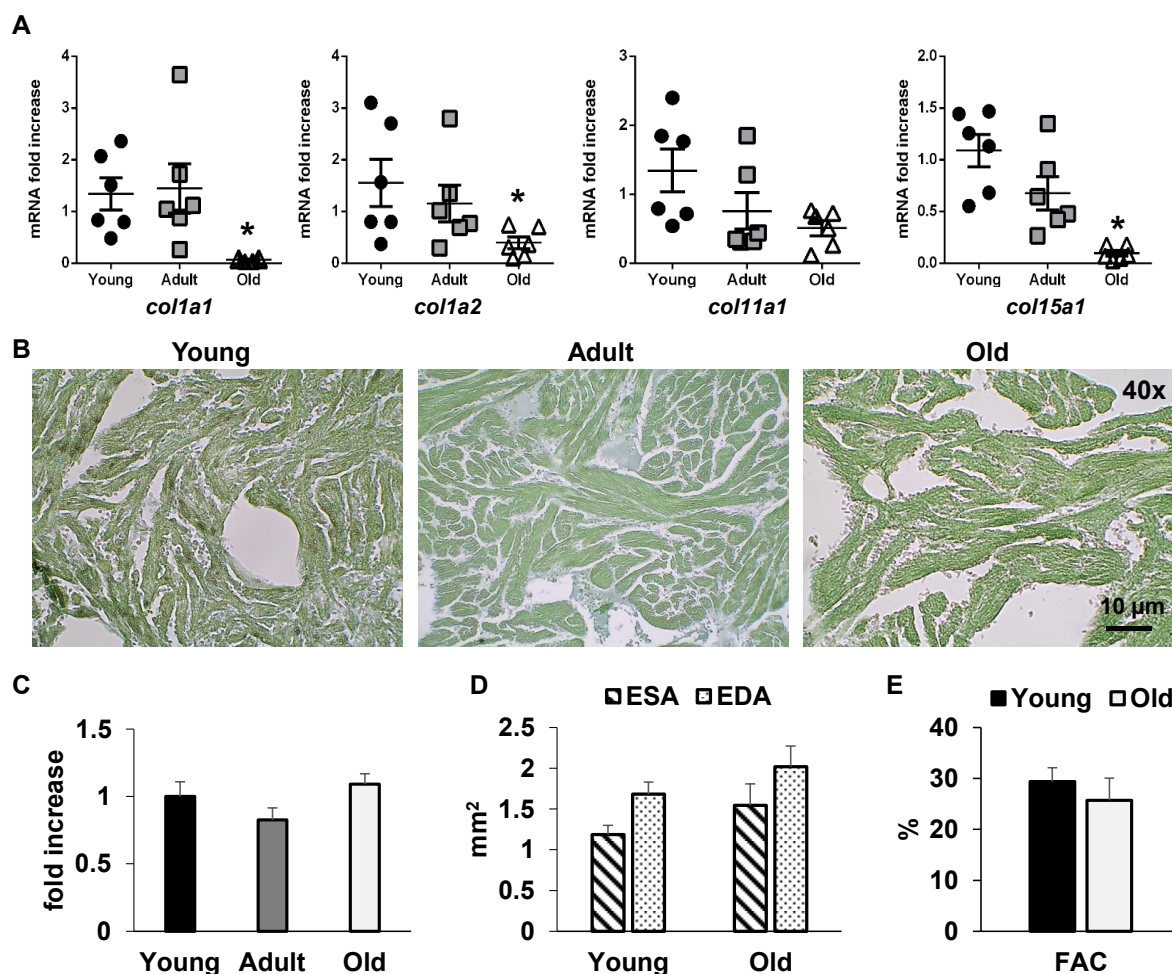 A
mRNA fold increase
4
3
2
1
0
Young Adult Old
*
col1a1
mRNA fold increase
4
3
2
1
0
Young Adult Old
*
col1a2
mRNA fold increase
3
2
1
0
Young Adult Old
col11a1
mRNA fold increase
2.0
1.5
1.0
0.5
0.0
Young Adult Old
*
col15a1
B
Young
Adult
Old
40x
10 µm
C
fold increase
1.5
1
0.5
0
Young Adult Old
D
ESA EDA
mm²
2.5
2
1.5
1
0.5
0
Young Old
E
Young Old
%
40
30
20
10
0
FAC